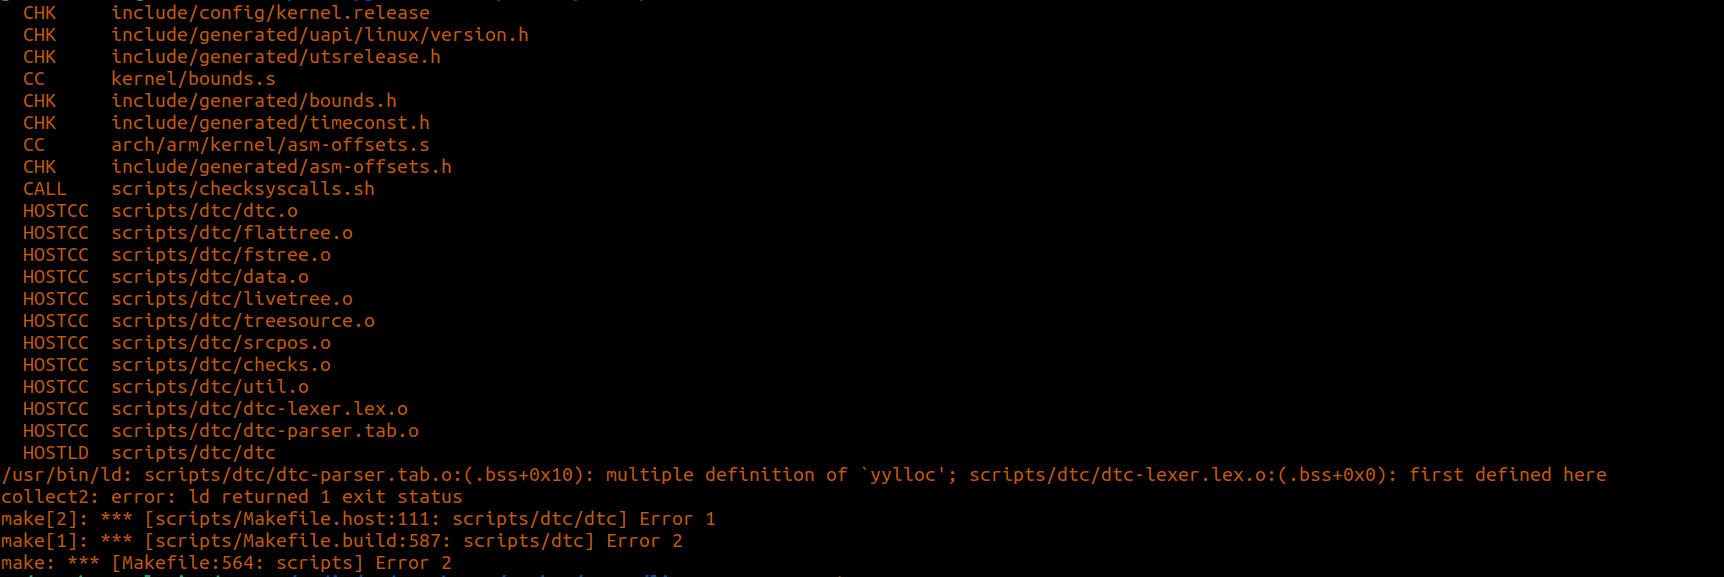 CHK     include/config/kernel.release
CHK     include/generated/uapi/linux/version.h
CHK     include/generated/utsrelease.h
CC      kernel/bounds.s
CHK     include/generated/bounds.h
CHK     include/generated/timeconst.h
CC      arch/arm/kernel/asm-offsets.s
CHK     include/generated/asm-offsets.h
CALL    scripts/checksyscalls.sh
HOSTCC  scripts/dtc/dtc.o
HOSTCC  scripts/dtc/flattree.o
HOSTCC  scripts/dtc/fstree.o
HOSTCC  scripts/dtc/data.o
HOSTCC  scripts/dtc/livetree.o
HOSTCC  scripts/dtc/treesource.o
HOSTCC  scripts/dtc/srcpos.o
HOSTCC  scripts/dtc/checks.o
HOSTCC  scripts/dtc/util.o
HOSTCC  scripts/dtc/dtc-lexer.lex.o
HOSTCC  scripts/dtc/dtc-parser.tab.o
HOSTLD  scripts/dtc/dtc
/usr/bin/ld: scripts/dtc/dtc-parser.tab.o:(.bss+0x10): multiple definition of `yylloc'; scripts/dtc/dtc-lexer.lex.o:(.bss+0x0): first defined here
collect2: error: ld returned 1 exit status
make[2]: *** [scripts/Makefile.host:111: scripts/dtc/dtc] Error 1
make[1]: *** [scripts/Makefile.build:587: scripts/dtc] Error 2
make: *** [Makefile:564: scripts] Error 2